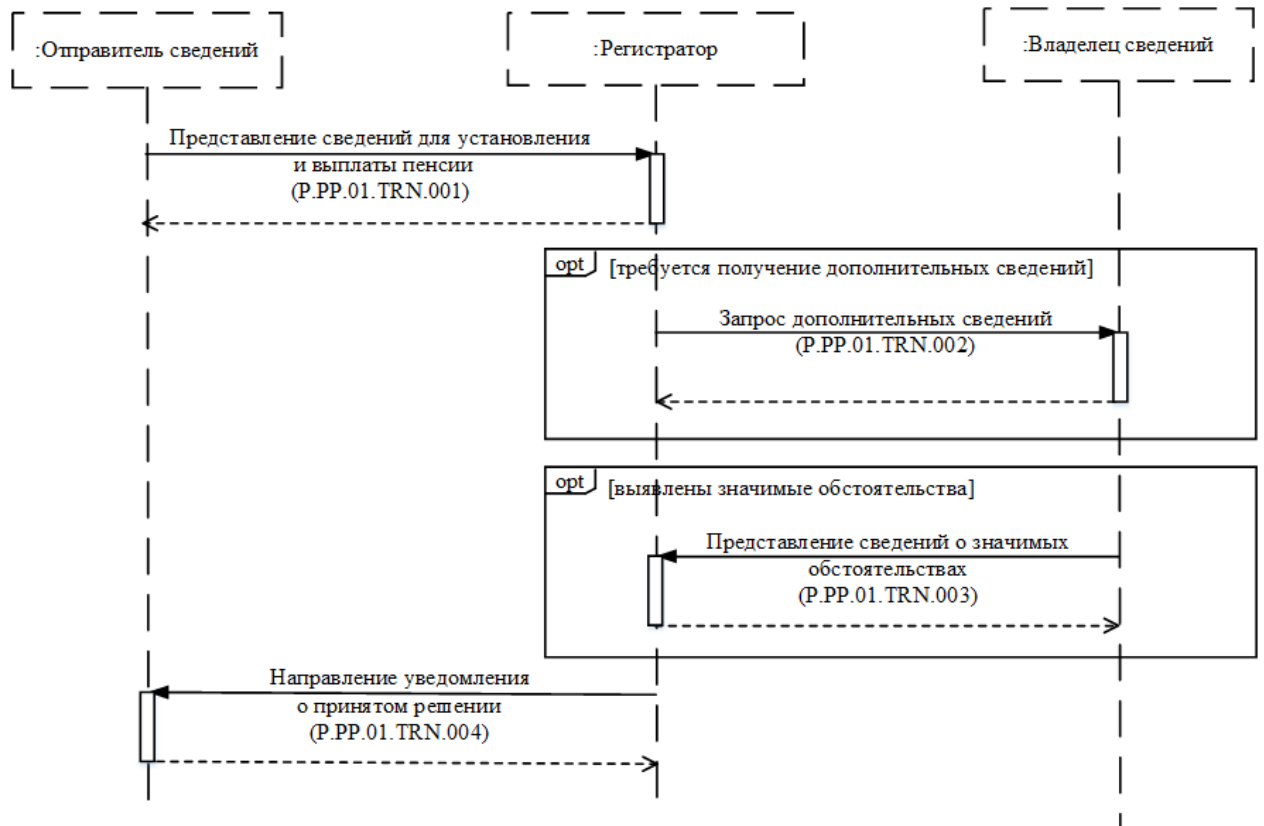 :Отправитель сведений
:Регистратор
:Владелец сведений
Представление сведений для установления
и выплаты пенсии
(P.PP.01.TRN.001)
opt
[требуется получение дополнительных сведений]
Запрос дополнительных сведений
(P.PP.01.TRN.002)
opt
[выявлены значимые обстоятельства]
Представление сведений о значимых
обстоятельствах
(P.PP.01.TRN.003)
Направление уведомления
о принятом решении
(P.PP.01.TRN.004)